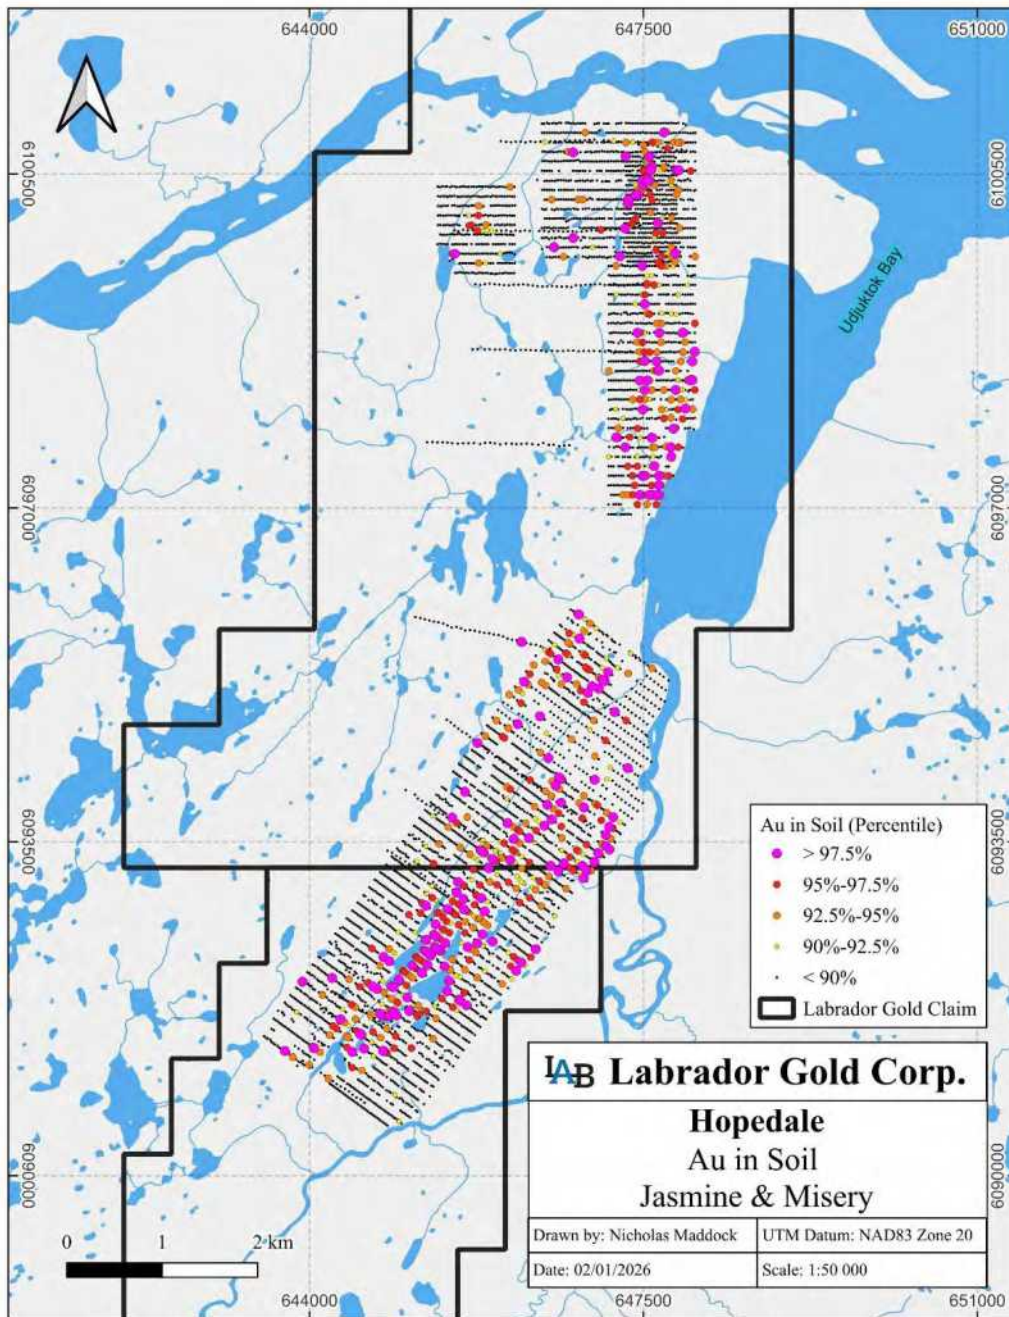 644000
647500
651000
6100500
6100500
Udjuktok Bay
6097000
6097000
6093500
6093500
Au in Soil (Percentile)
> 97.5%
95%-97.5%
92.5%-95%
90%-92.5%
< 90%
Labrador Gold Claim
LAB Labrador Gold Corp.
Hopedale
Au in Soil
Jasmine & Misery
Drawn by: Nicholas Maddock
UTM Datum: NAD83 Zone 20
Date: 02/01/2026
Scale: 1:50 000
6090000
6090000
0 1 2 km
644000
647500
651000